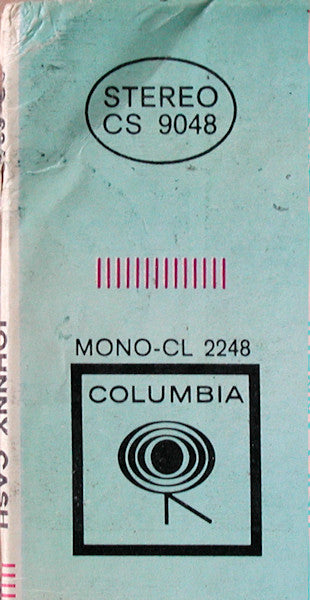 STEREO
CS 9048
MONO-CL 2248
COLUMBIA
JOHNNY CASH